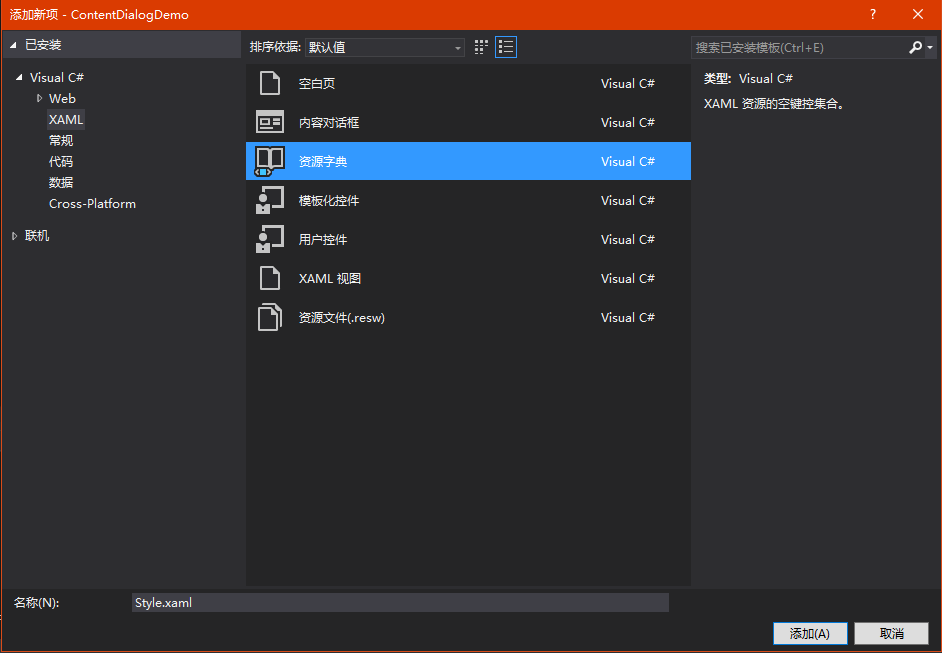 添加新项 - ContentDialogDemo
?
已安装
Visual C#
Web
XAML
常规
代码
数据
Cross-Platform
联机
排序依据: 默认值
空白页 Visual C#
内容对话框 Visual C#
资源字典 Visual C#
模板化控件 Visual C#
用户控件 Visual C#
XAML 视图 Visual C#
资源文件(.resw) Visual C#
搜索已安装模板(Ctrl+E)
类型: Visual C#
XAML 资源的空键控集合。
名称(N): Style.xaml
添加(A) 取消